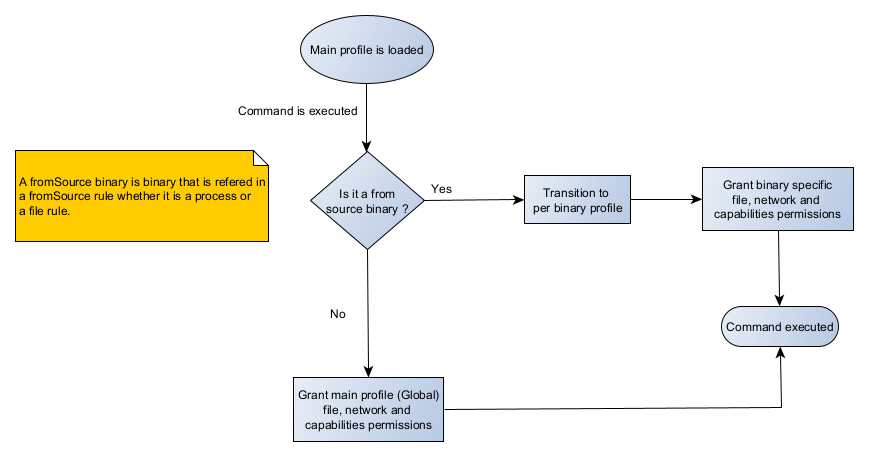 Main profile is loaded
Command is executed
A fromSource binary is binary that is refered in
a fromSource rule whether it is a process or
a file rule.
Is it a from
source binary ?
Yes
Transition to
per binary profile
Grant binary specific
file, network and
capabilities permissions
No
Command executed
Grant main profile (Global)
file, network and
capabilities permissions